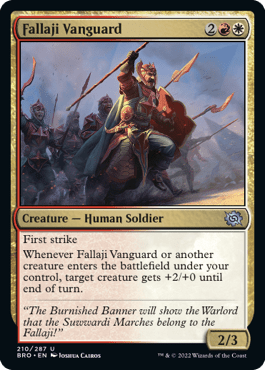 Fallaji Vanguard 2
Creature — Human Soldier
First strike
Whenever Fallaji Vanguard or another
creature enters the battlefield under your
control, target creature gets +2/+0 until
end of turn.
“The Burnished Banner will show the Warlord
that the Suwwardi Marches belong to the
Fallaji!”
2/3
210/287 U
BRO • EN Joshua Cairos
™ & © 2022 Wizards of the Coast